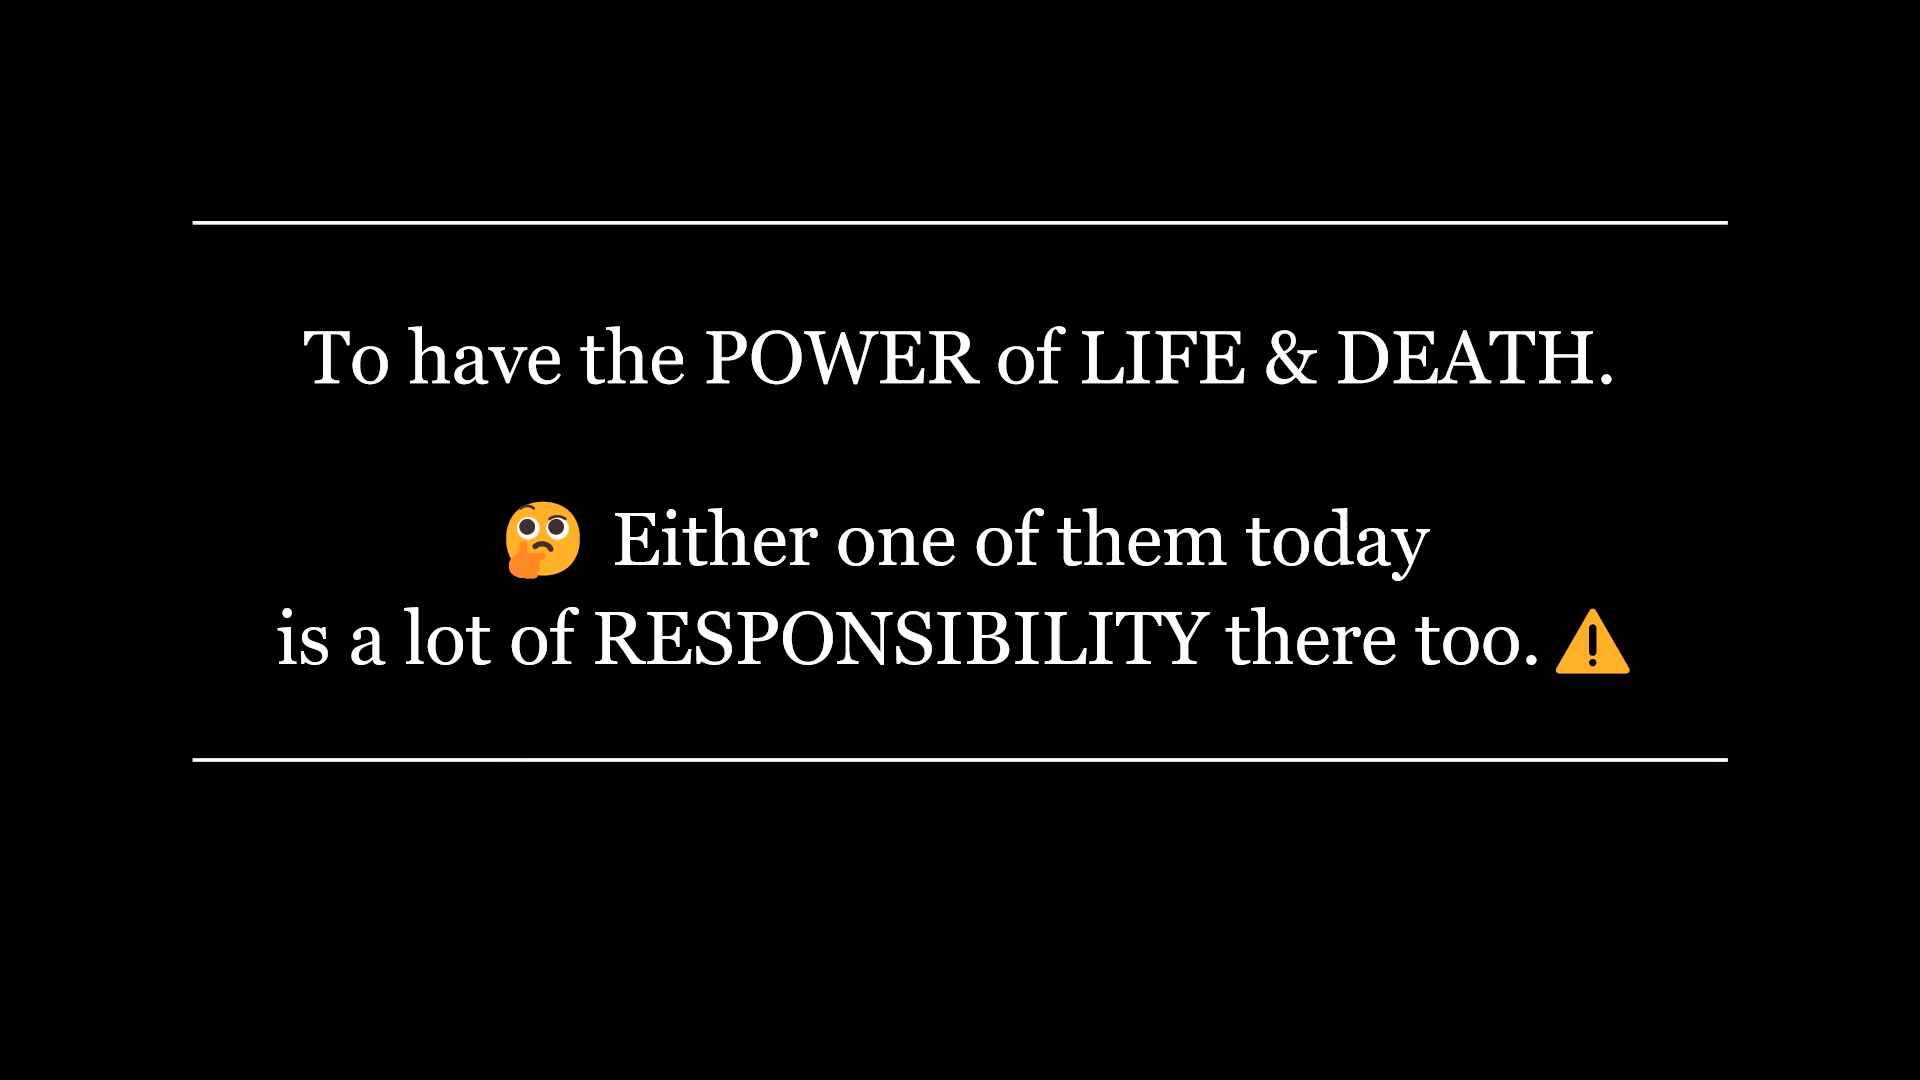 To have the POWER of LIFE & DEATH.
🤔 Either one of them today
is a lot of RESPONSIBILITY there too. ⚠️